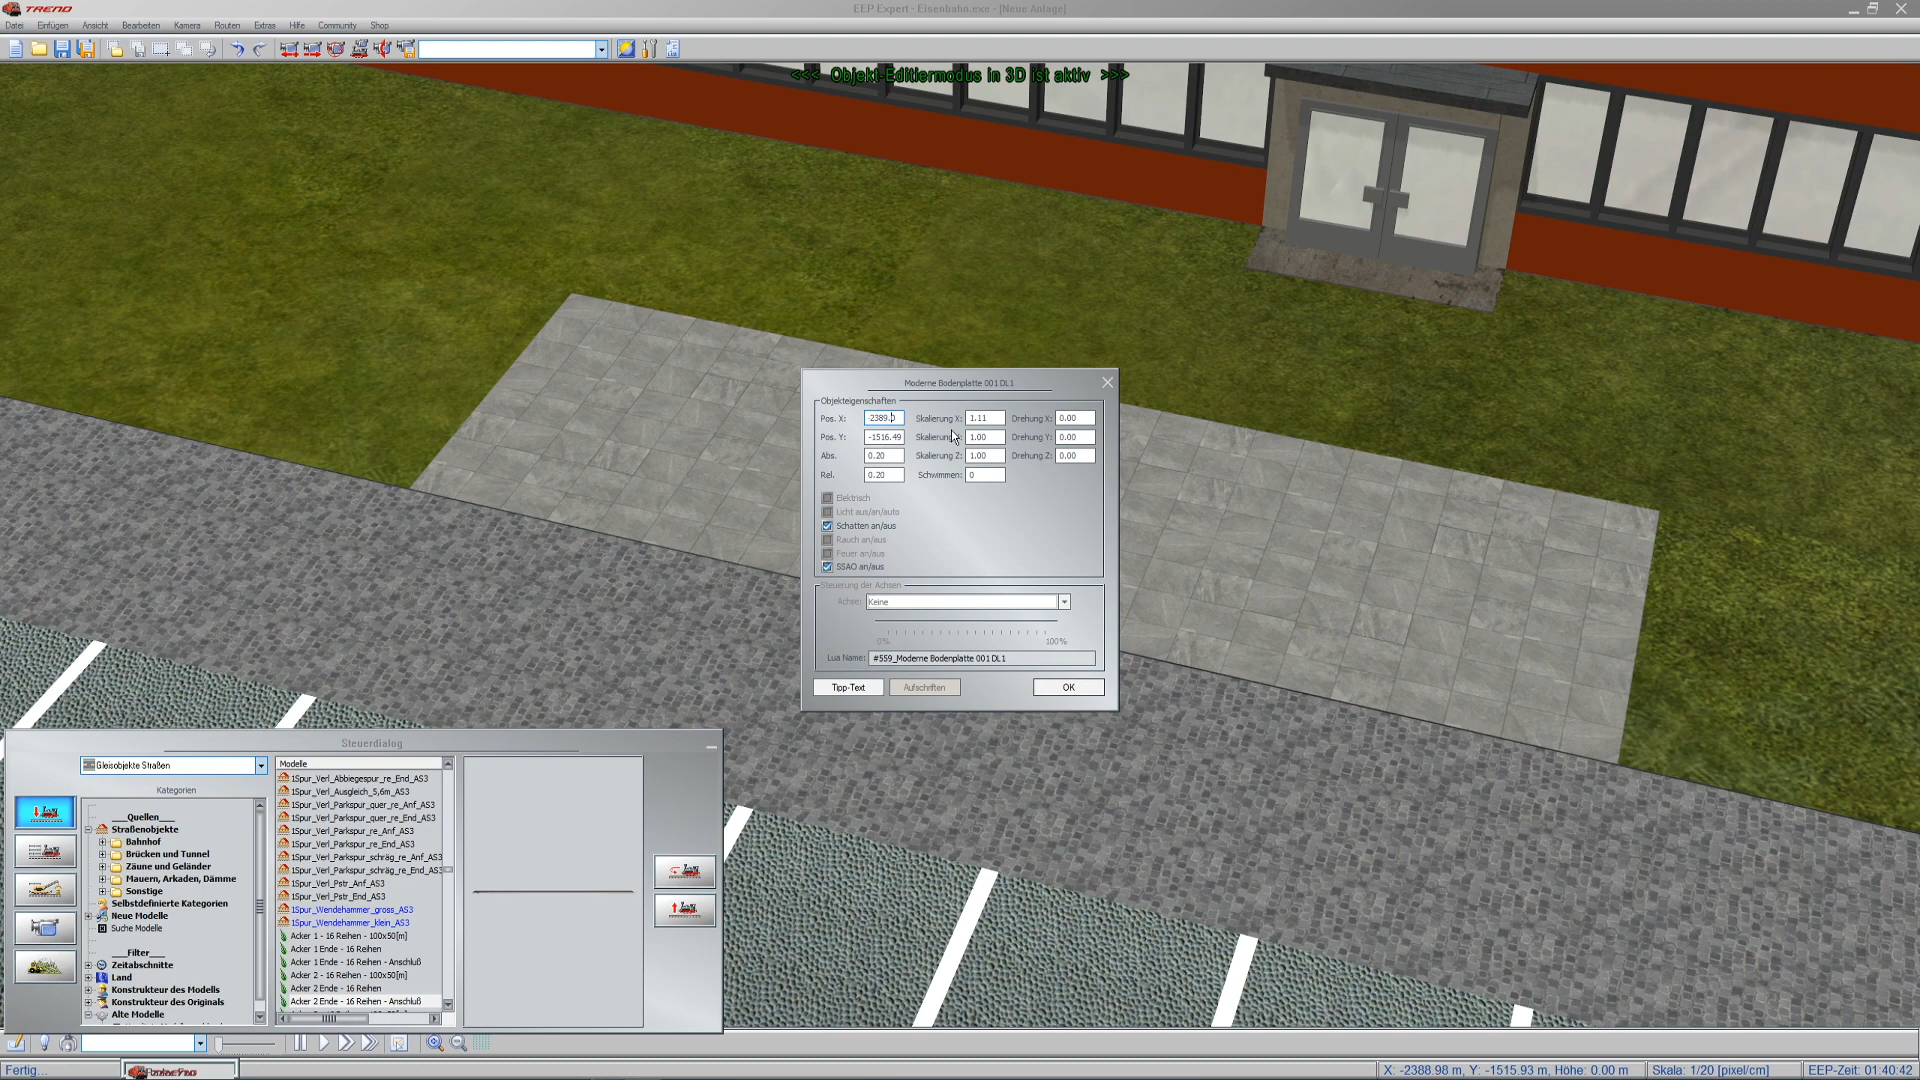 TREND
EEP Expert - Eisenbahn.exe - [Neue Anlage]
Datei Einfügen Ansicht Bearbeiten Kamera Routen Extras Hilfe Community Shop
<<< Objekt-Editiermodus in 3D ist aktiv >>>
Moderne Bodenplatte 001 DL1
Objekteigenschaften
Pos. X: -2389.0 Skalierung X: 1.11 Drehung X: 0.00
Pos. Y: -1516.49 Skalierung 1.00 Drehung Y: 0.00
Abs. 0.20 Skalierung Z: 1.00 Drehung Z: 0.00
Rel. 0.20 Schwimmen: 0
Elektrisch
Licht aus/an/auto
Schatten an/aus
Rauch an/aus
Feuer an/aus
SSAO an/aus
Steuerung der Achsen
Achse: Keine
0% 100%
Lua Name: #559_Moderne Bodenplatte 001 DL1
Tipp-Text Aufschriften OK
Steuerdialog
Gleisobjekte Straßen
Kategorien
___Quellen___
Straßenobjekte
Bahnhof
Brücken und Tunnel
Zäune und Geländer
Mauern, Arkaden, Dämme
Sonstige
Selbstdefinierte Kategorien
Neue Modelle
Suche Modelle
___Filter___
Zeitabschnitte
Land
Konstrukteur des Modells
Konstrukteur des Originals
Alte Modelle
Modelle
1Spur_Verl_Abbiegespur_re_End_AS3
1Spur_Verl_Ausgleich_5,6m_AS3
1Spur_Verl_Parkspur_quer_re_Anf_AS3
1Spur_Verl_Parkspur_quer_re_End_AS3
1Spur_Verl_Parkspur_re_Anf_AS3
1Spur_Verl_Parkspur_re_End_AS3
1Spur_Verl_Parkspur_schräg_re_Anf_AS3
1Spur_Verl_Parkspur_schräg_re_End_AS3
1Spur_Verl_Pstr_Anf_AS3
1Spur_Verl_Pstr_End_AS3
1Spur_Wendehammer_gross_AS3
1Spur_Wendehammer_klein_AS3
Acker 1 - 16 Reihen - 100x50[m]
Acker 1 Ende - 16 Reihen
Acker 1 Ende - 16 Reihen - Anschluß
Acker 2 - 16 Reihen - 100x50[m]
Acker 2 Ende - 16 Reihen
Acker 2 Ende - 16 Reihen - Anschluß
Fertig...
X: -2388.98 m, Y: -1515.93 m, Höhe: 0.00 m
Skala: 1/20 [pixel/cm]
EEP-Zeit: 01:40:42